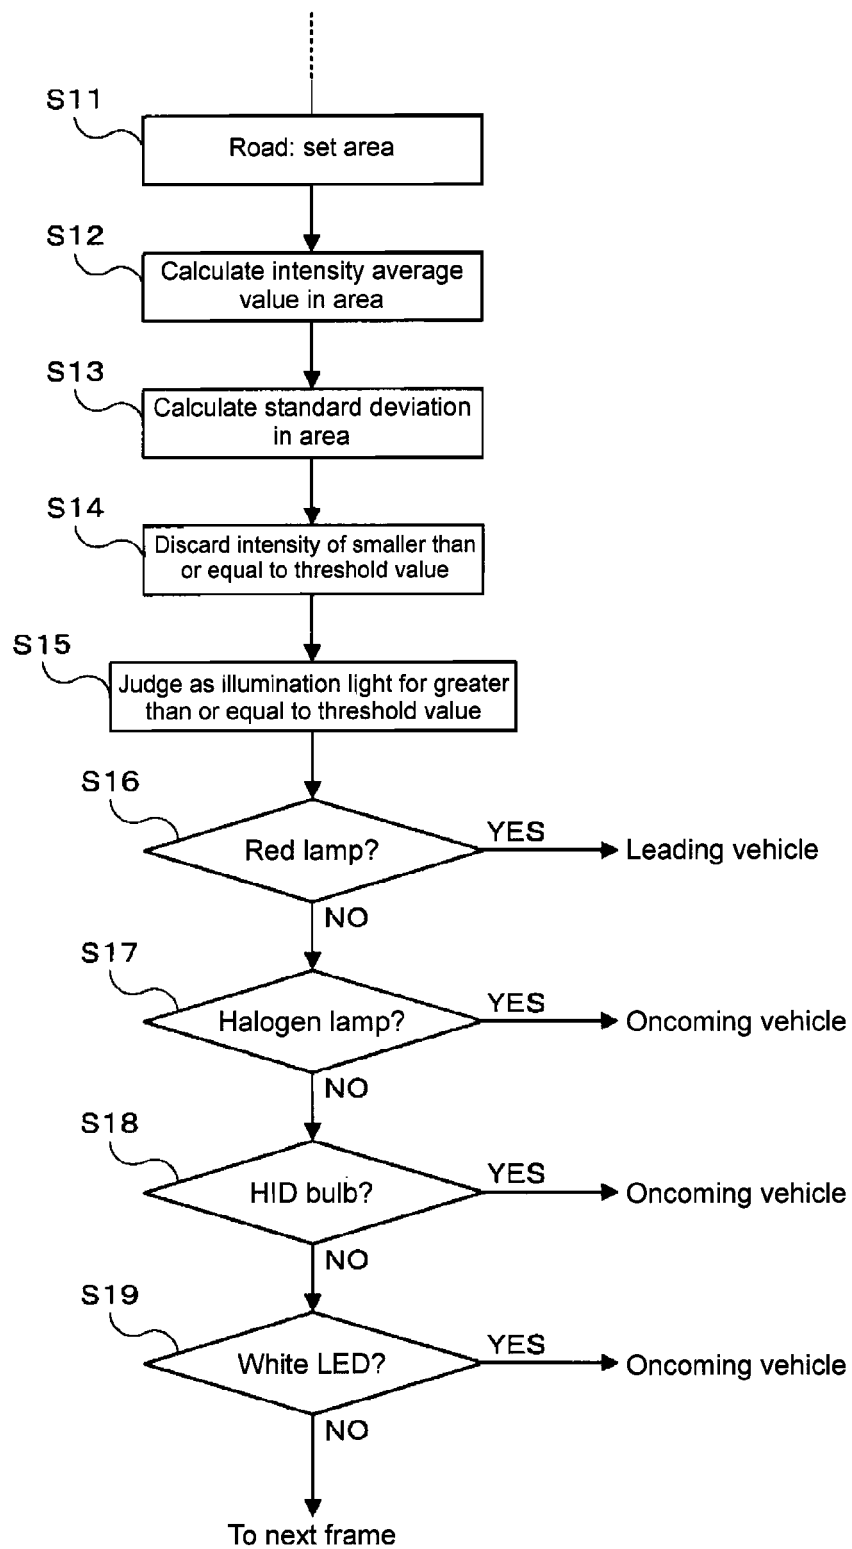 S11
Road: set area
S12
Calculate intensity average
value in area
S13
Calculate standard deviation
in area
S14
Discard intensity of smaller than
or equal to threshold value
S15
Judge as illumination light for greater
than or equal to threshold value
S16
Red lamp?
YES
Leading vehicle
NO
S17
Halogen lamp?
YES
Oncoming vehicle
NO
S18
HID bulb?
YES
Oncoming vehicle
NO
S19
White LED?
YES
Oncoming vehicle
NO
To next frame